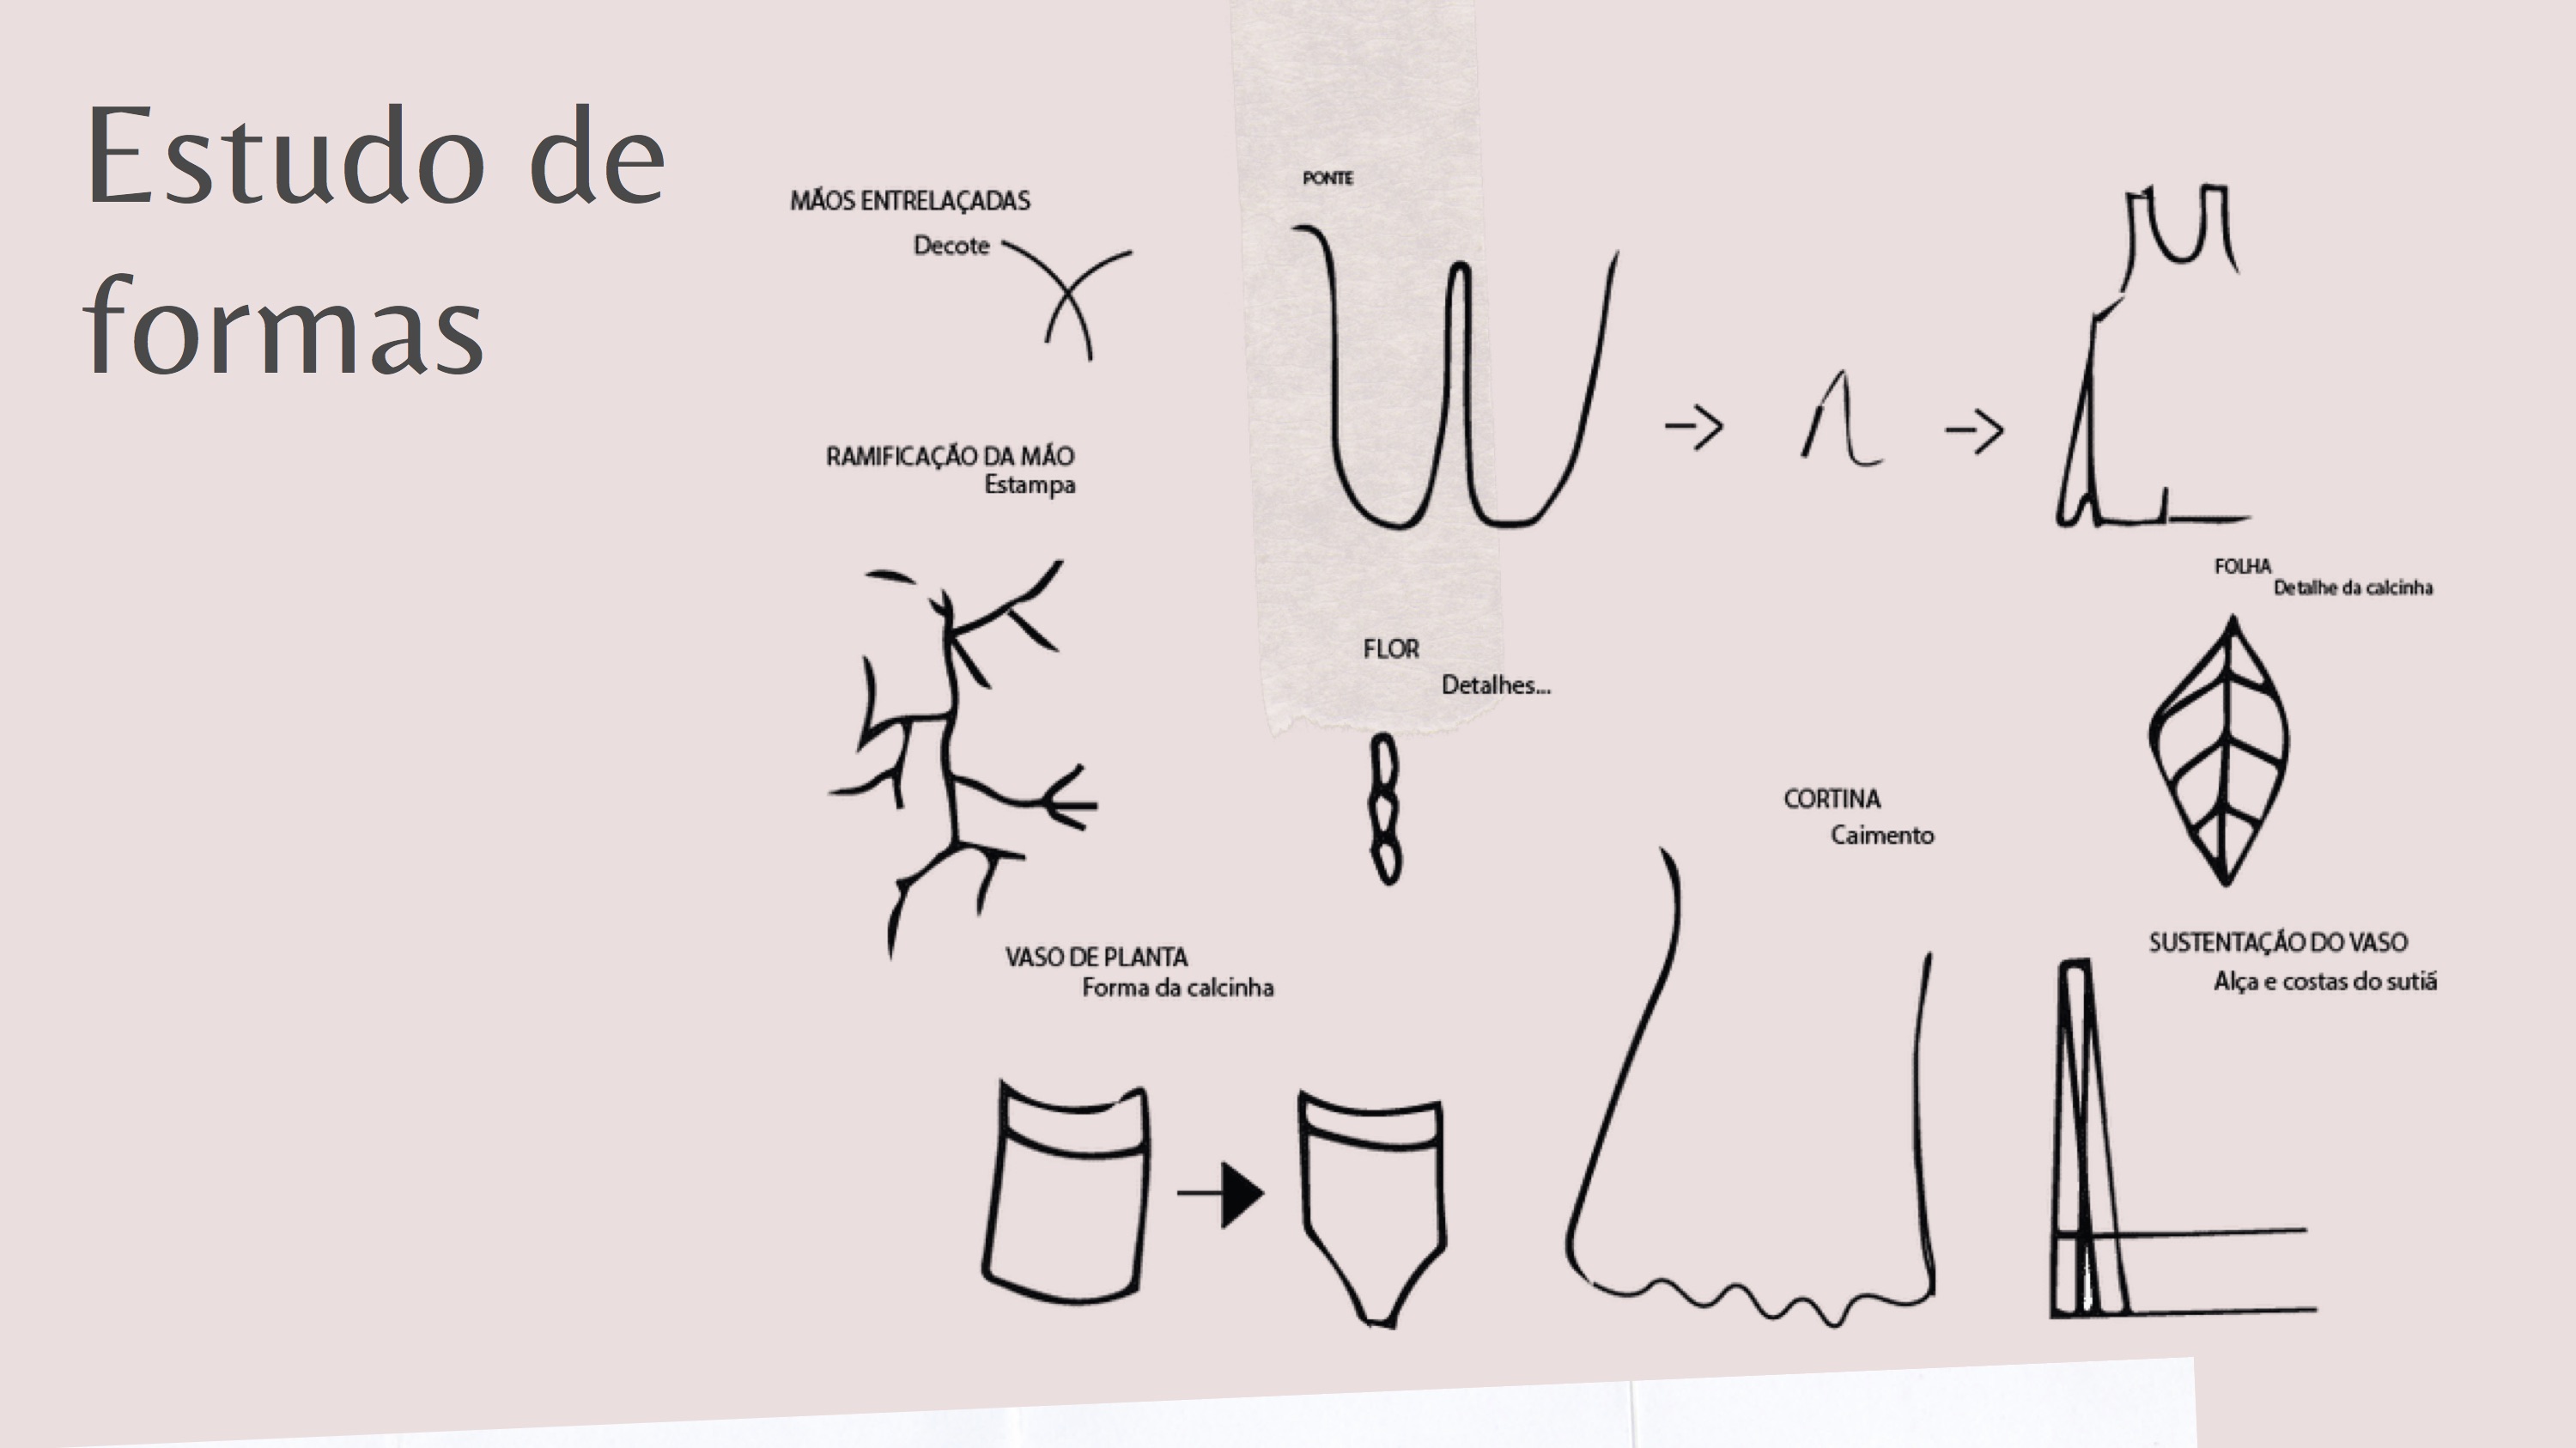 Estudo de
formas
MÃOS ENTRELAÇADAS
Decote
PONTE
RAMIFICAÇÃO DA MÃO
Estampa
FOLHA
Detalhe da calcinha
FLOR
Detalhes...
CORTINA
Caimento
VASO DE PLANTA
Forma da calcinha
SUSTENTAÇÃO DO VASO
Alça e costas do sutiã